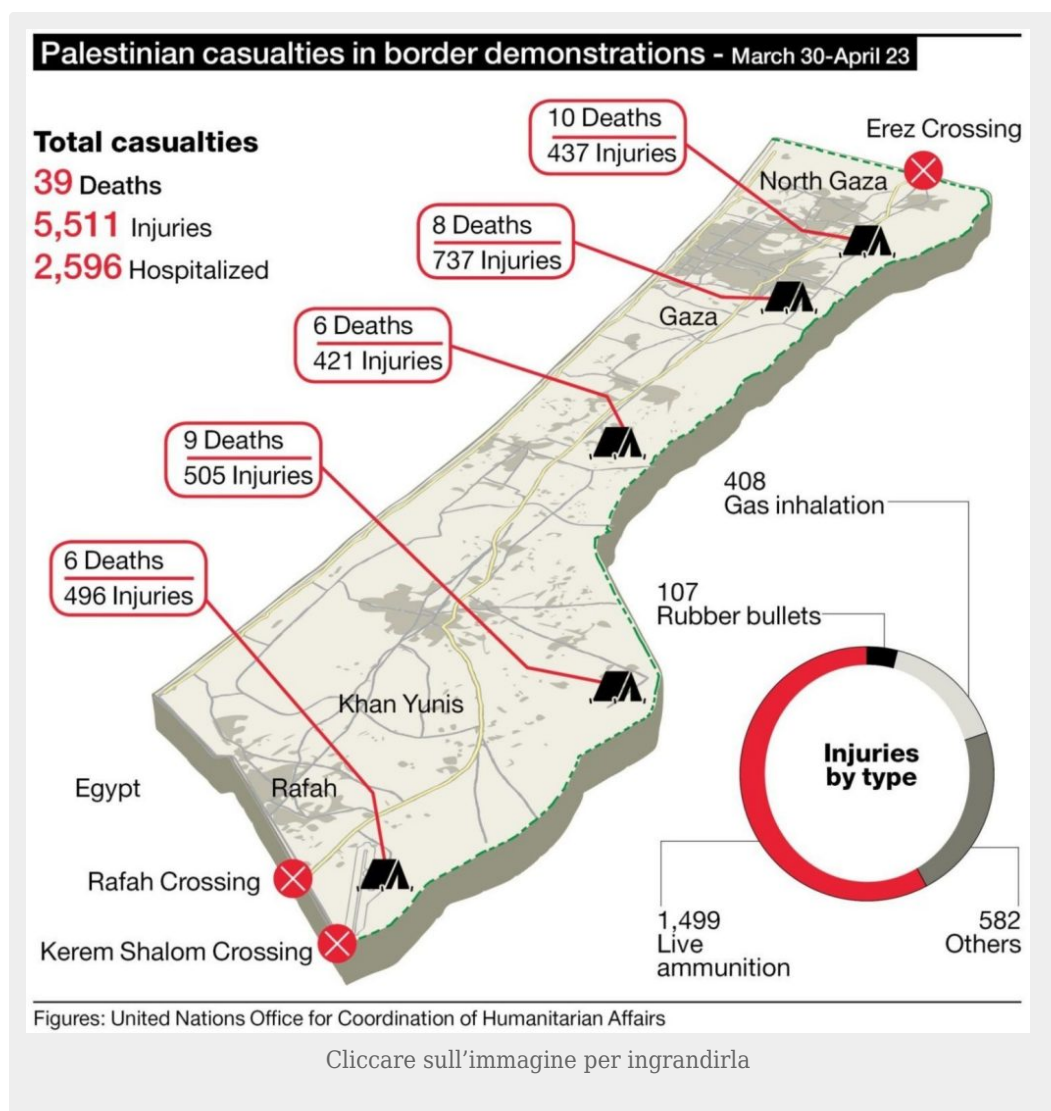 Palestinian casualties in border demonstrations - March 30-April 23
Total casualties
39 Deaths
5,511 Injuries
2,596 Hospitalized
10 Deaths
437 Injuries
Erez Crossing
North Gaza
8 Deaths
737 Injuries
Gaza
6 Deaths
421 Injuries
9 Deaths
505 Injuries
6 Deaths
496 Injuries
Khan Yunis
Egypt
Rafah
Rafah Crossing
Kerem Shalom Crossing
408
Gas inhalation
107
Rubber bullets
Injuries
by type
1,499
Live
ammunition
582
Others
Figures: United Nations Office for Coordination of Humanitarian Affairs
Cliccare sull’immagine per ingrandirla